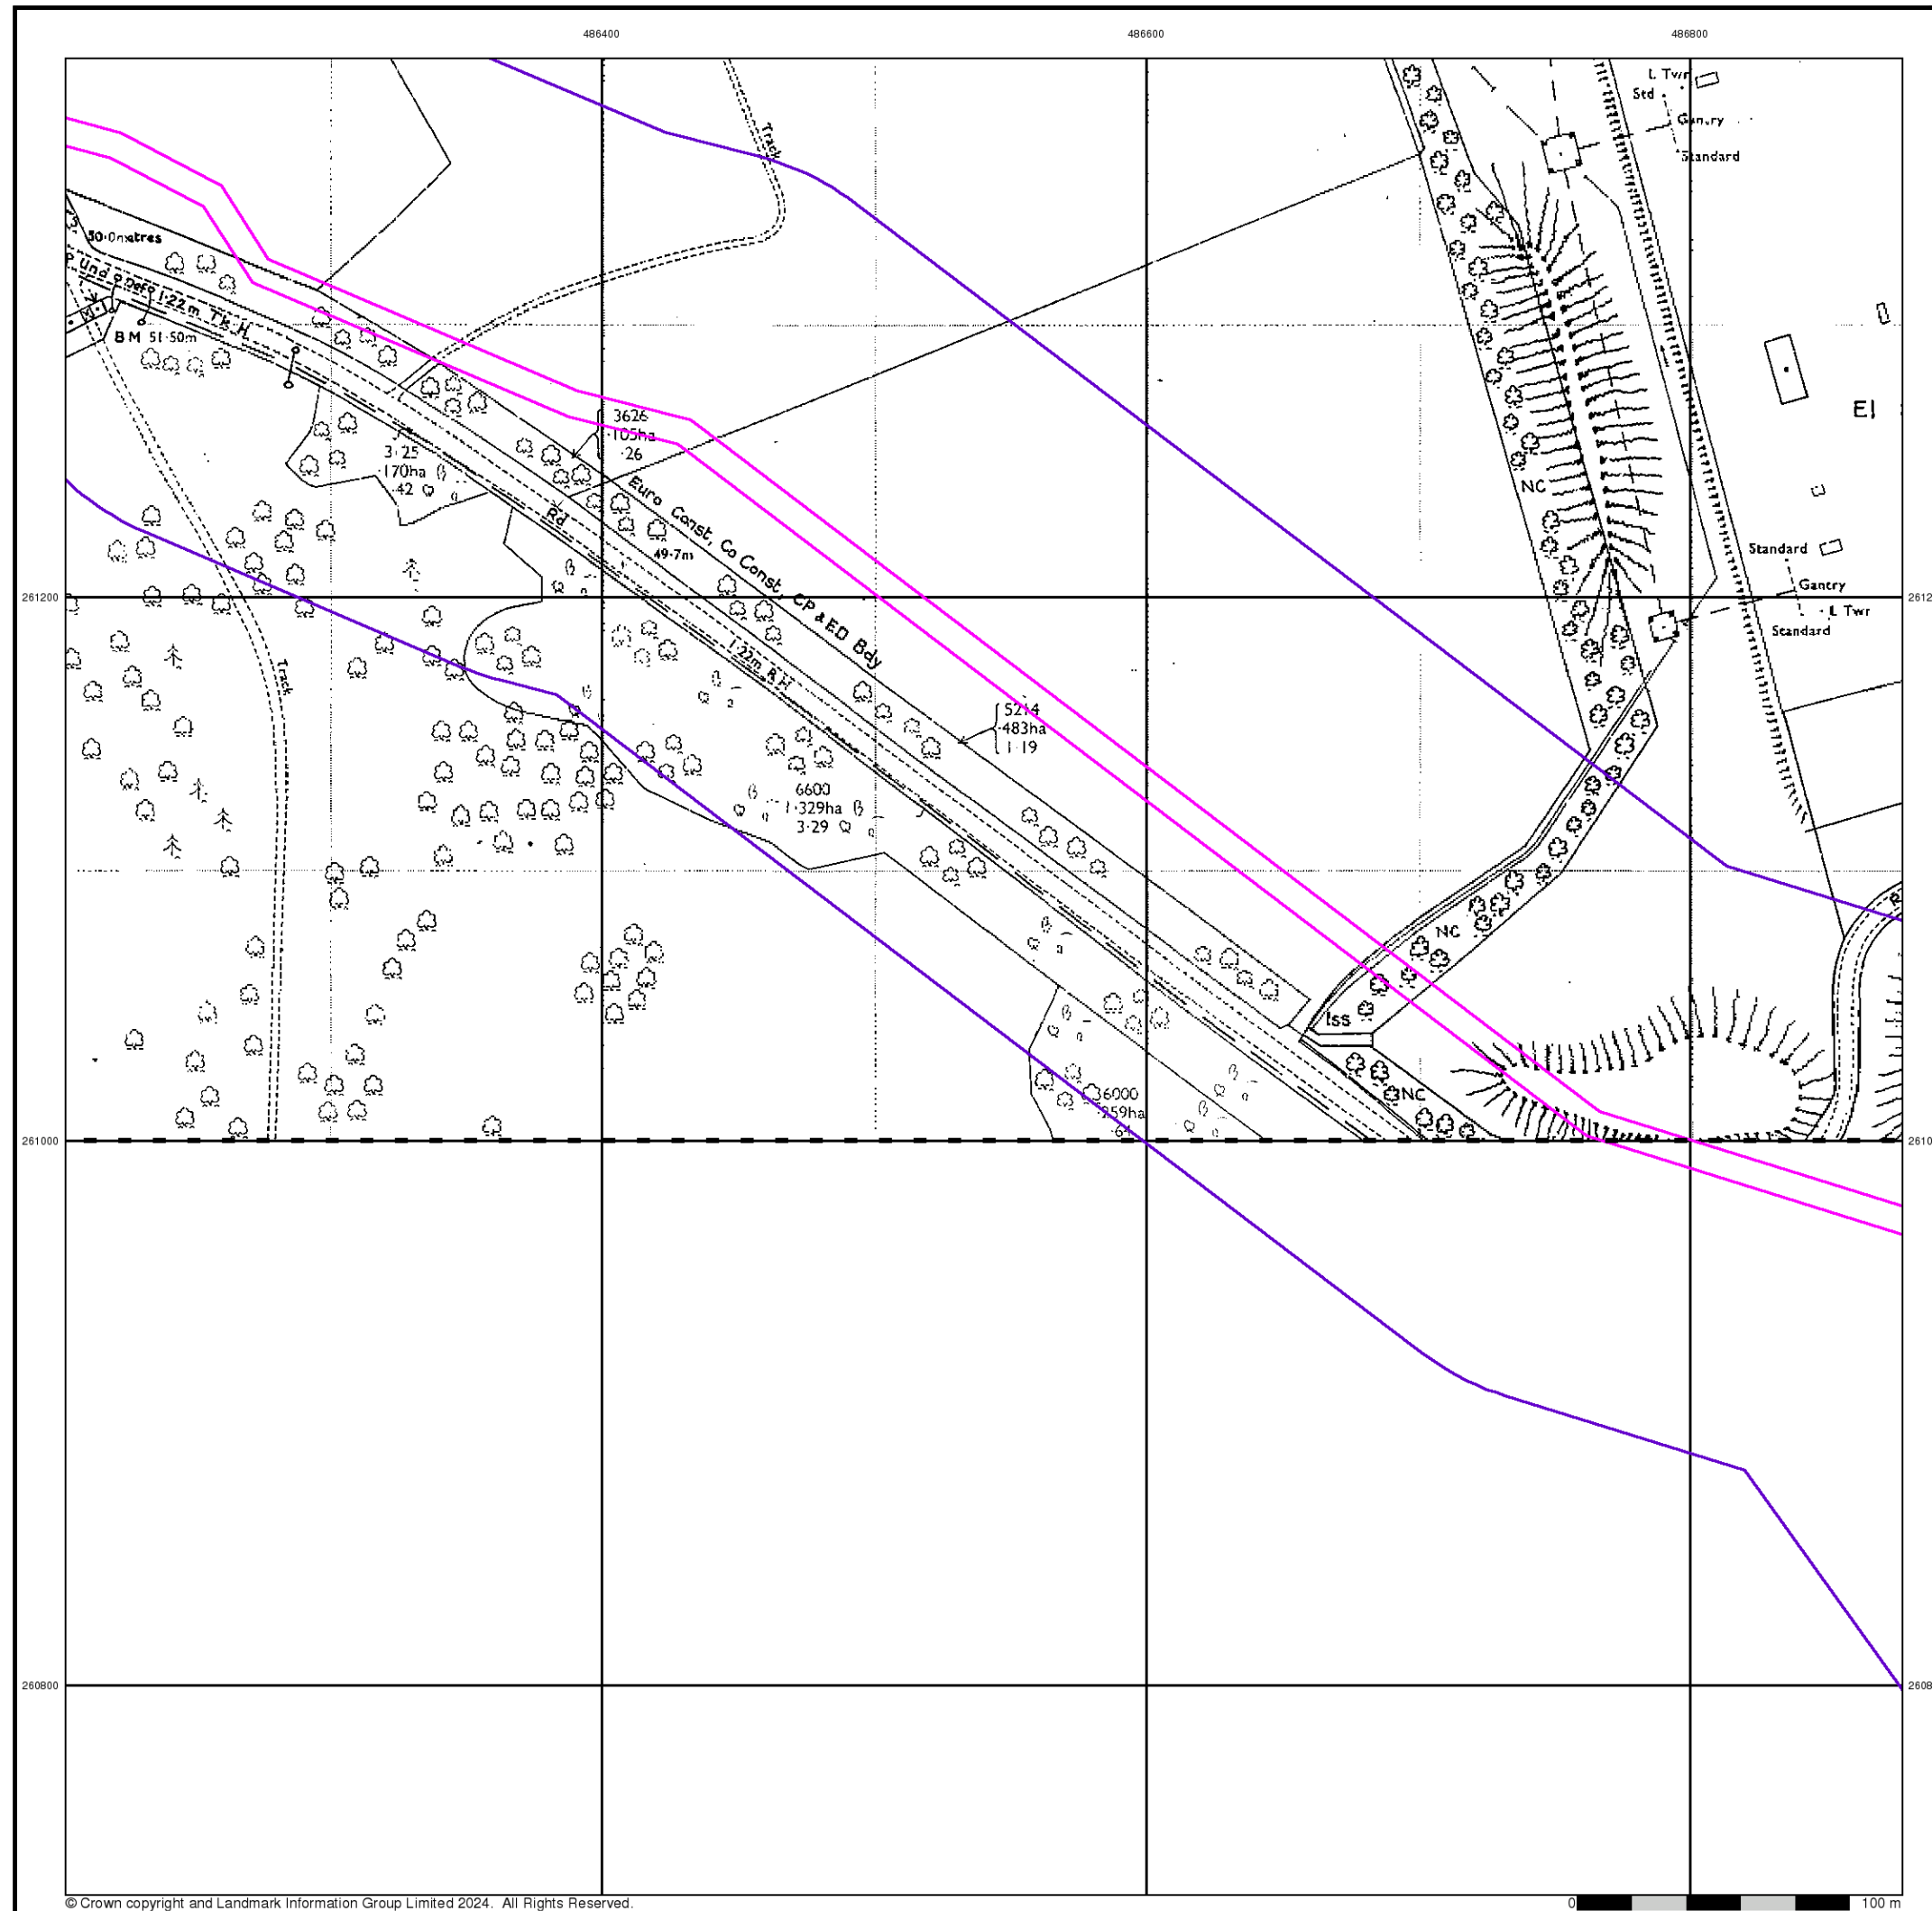 486400
486600
486800
L Twr
Std
Gantry
Standard
Track
50·0metres
Und
Def
1·22m
Tk H
BM 51·50m
El
3626
·105ha
·26
·170ha
·42
NC
Euro Const, Co Const, CP & ED Bdy
Rd
49·7m
Standard
Gantry
L Twr
Standard
261200
Track
1·22m RH
5214
·483ha
1·19
6600
1·329ha
3·29
NC
Iss
NC
6000
261000
260800
© Crown copyright and Landmark Information Group Limited 2024. All Rights Reserved.
0
100 m